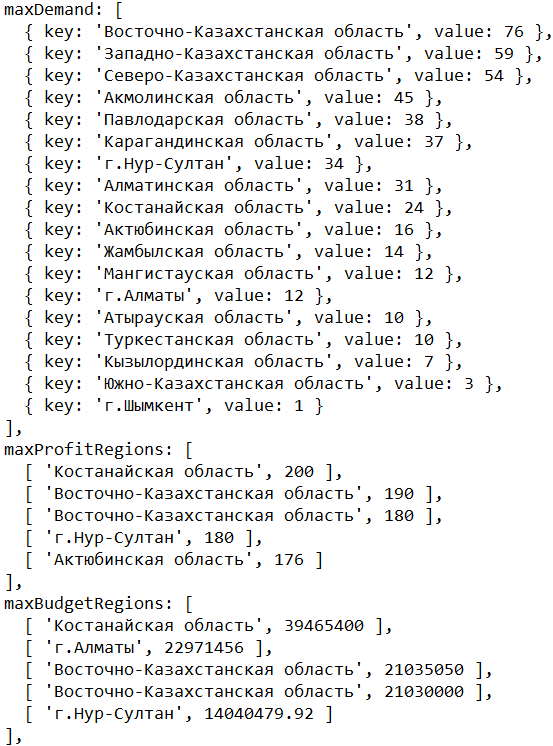 maxDemand: [
{ key: 'Восточно-Казахстанская область', value: 76 },
{ key: 'Западно-Казахстанская область', value: 59 },
{ key: 'Северо-Казахстанская область', value: 54 },
{ key: 'Акмолинская область', value: 45 },
{ key: 'Павлодарская область', value: 38 },
{ key: 'Карагандинская область', value: 37 },
{ key: 'г.Нур-Султан', value: 34 },
{ key: 'Алматинская область', value: 31 },
{ key: 'Костанайская область', value: 24 },
{ key: 'Актюбинская область', value: 16 },
{ key: 'Жамбылская область', value: 14 },
{ key: 'Мангистауская область', value: 12 },
{ key: 'г.Алматы', value: 12 },
{ key: 'Атырауская область', value: 10 },
{ key: 'Туркестанская область', value: 10 },
{ key: 'Кызылординская область', value: 7 },
{ key: 'Южно-Казахстанская область', value: 3 },
{ key: 'г.Шымкент', value: 1 }
],
maxProfitRegions: [
[ 'Костанайская область', 200 ],
[ 'Восточно-Казахстанская область', 190 ],
[ 'Восточно-Казахстанская область', 180 ],
[ 'г.Нур-Султан', 180 ],
[ 'Актюбинская область', 176 ]
],
maxBudgetRegions: [
[ 'Костанайская область', 39465400 ],
[ 'г.Алматы', 22971456 ],
[ 'Восточно-Казахстанская область', 21035050 ],
[ 'Восточно-Казахстанская область', 21030000 ],
[ 'г.Нур-Султан', 14040479.92 ]
],